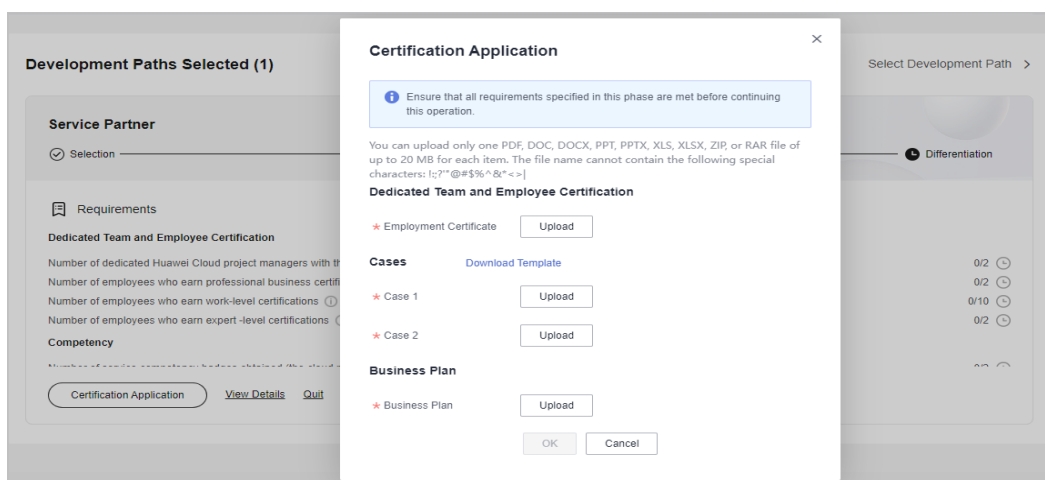 Development Paths Selected (1)
Select Development Path >
Service Partner
Selection
Differentiation
Requirements
Dedicated Team and Employee Certification
Number of dedicated Huawei Cloud project managers with th
0/2
Number of employees who earn professional business certifi
0/2
Number of employees who earn work-level certifications
0/10
Number of employees who earn expert -level certifications
0/2
Competency
Certification Application
View Details
Quit
Certification Application
Ensure that all requirements specified in this phase are met before continuing
this operation.
You can upload only one PDF, DOC, DOCX, PPT, PPTX, XLS, XLSX, ZIP, or RAR file of
up to 20 MB for each item. The file name cannot contain the following special
characters: !:;?'"@#$%^&*<>|
Dedicated Team and Employee Certification
* Employment Certificate
Upload
Cases
Download Template
* Case 1
Upload
* Case 2
Upload
Business Plan
* Business Plan
Upload
OK
Cancel